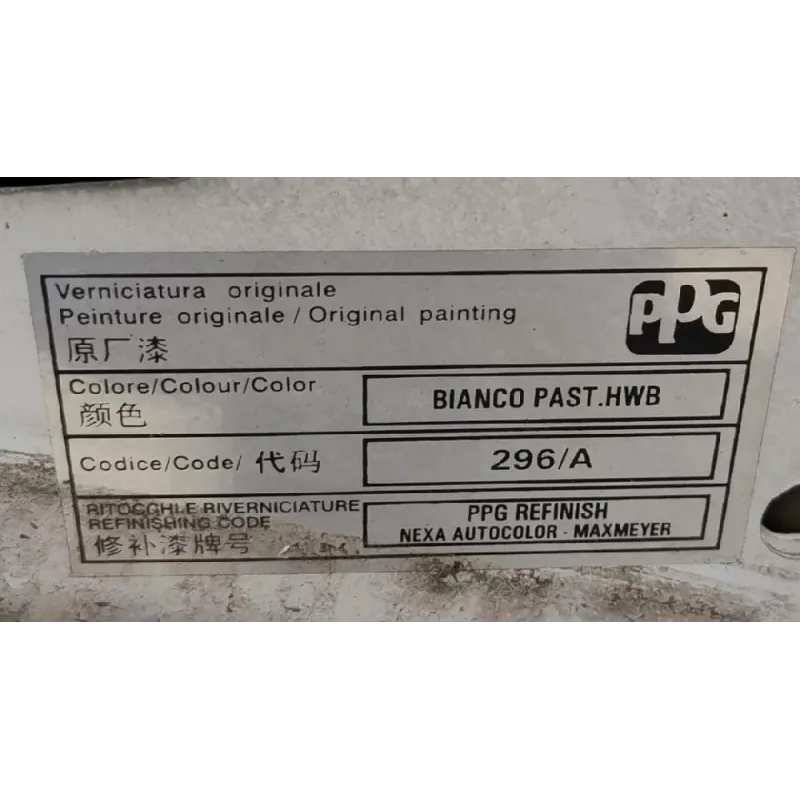 Verniciatura originale
Peinture originale / Original painting
原厂漆
PPG
Colore/Colour/Color
颜色
BIANCO PAST.HWB
Codice/Code/ 代码
296/A
RITOCCHI E RIVERNICIATURE
REFINISHING CODE
修补漆牌号
PPG REFINISH
NEXA AUTOCOLOR - MAXMEYER